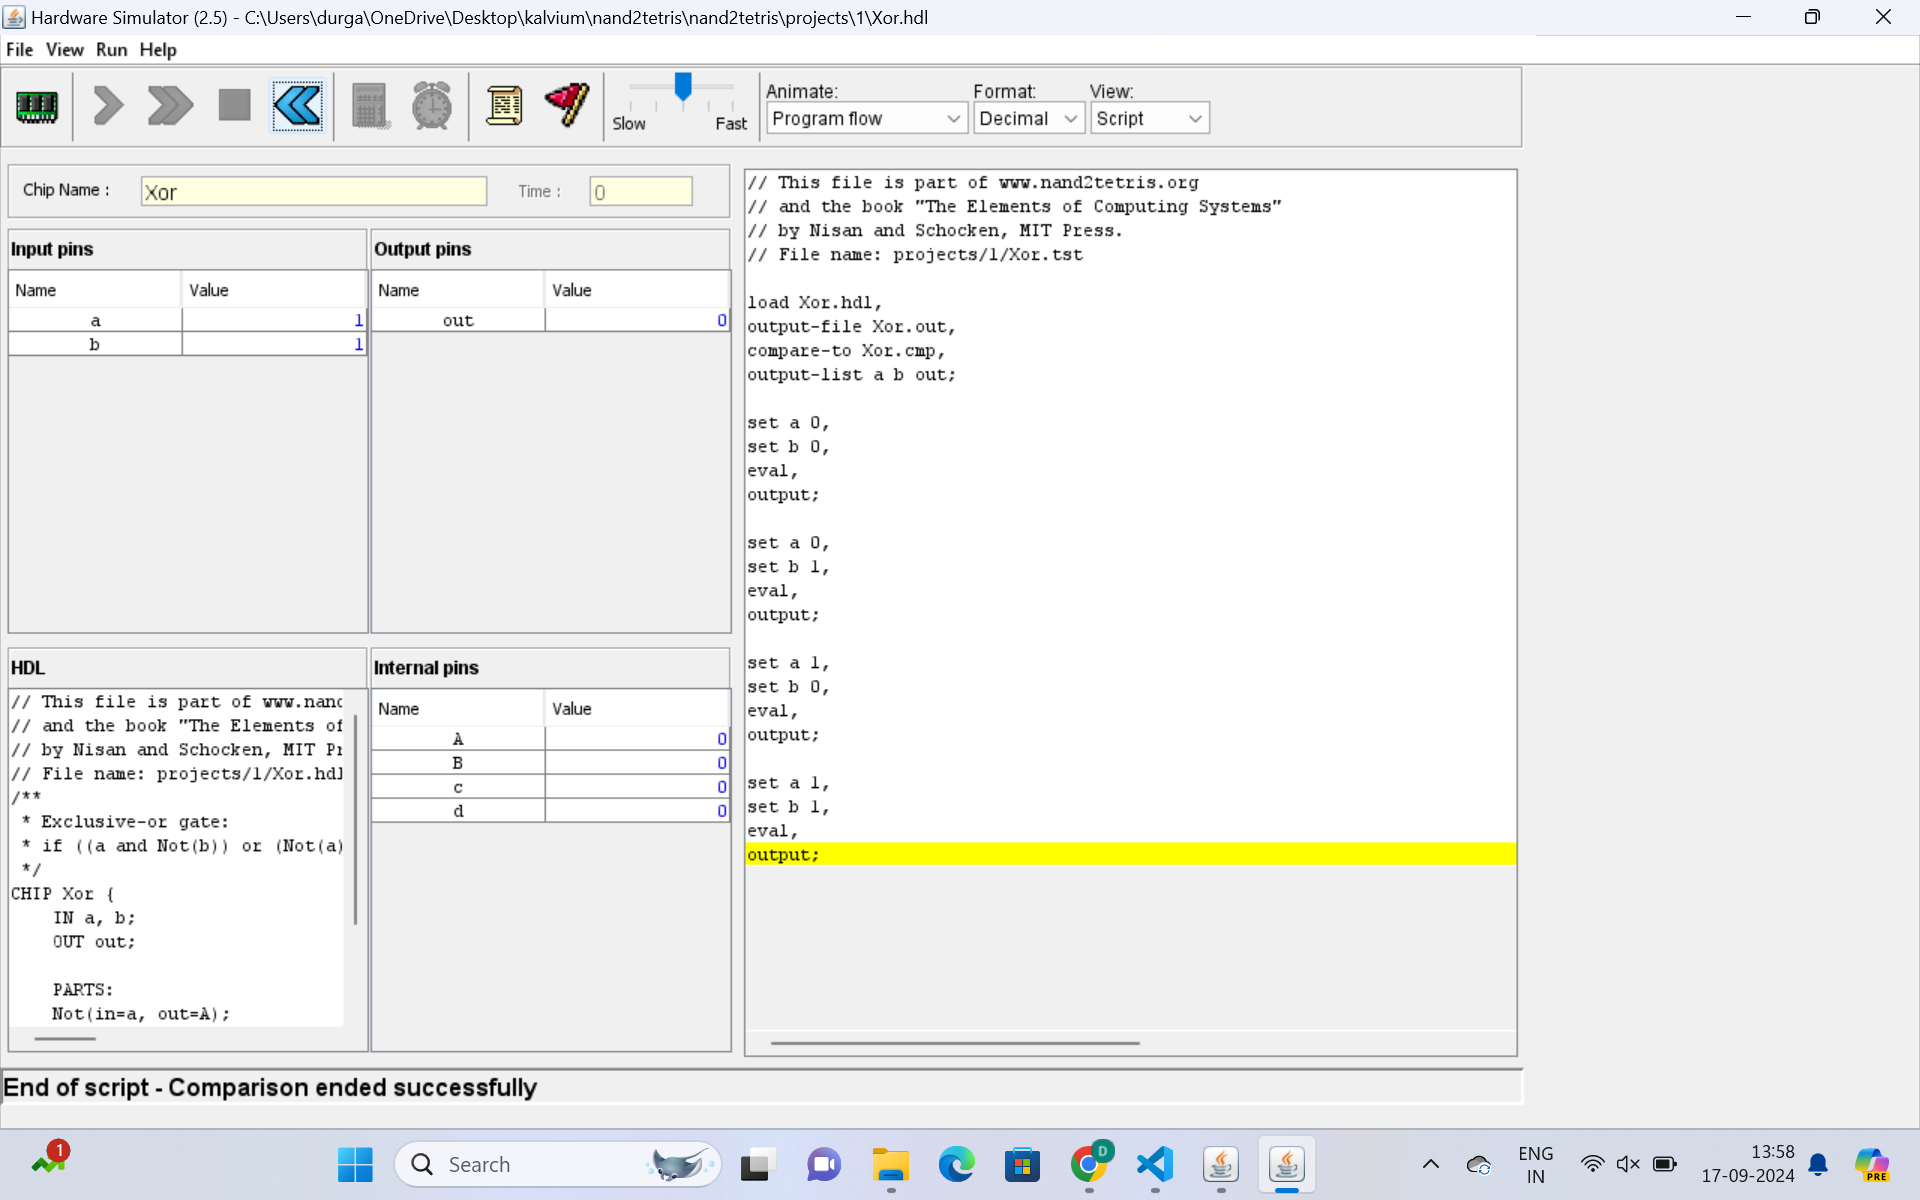 Hardware Simulator (2.5) - C:\Users\durga\OneDrive\Desktop\kalvium\nand2tetris\nand2tetris\projects\1\Xor.hdl
File View Run Help
Slow
Fast
Animate:
Program flow
Format:
Decimal
View:
Script
Chip Name :
Xor
Time :
0
Input pins
Name Value
a 1
b 1
Output pins
Name Value
out 0
HDL
// This file is part of www.nand
// and the book "The Elements of
// by Nisan and Schocken, MIT Pr
// File name: projects/1/Xor.hdl
/**
* Exclusive-or gate:
* if ((a and Not(b)) or (Not(a)
*/
CHIP Xor {
IN a, b;
OUT out;
PARTS:
Not(in=a, out=A);
Internal pins
Name Value
A 0
B 0
c 0
d 0
// This file is part of www.nand2tetris.org
// and the book "The Elements of Computing Systems"
// by Nisan and Schocken, MIT Press.
// File name: projects/1/Xor.tst
load Xor.hdl,
output-file Xor.out,
compare-to Xor.cmp,
output-list a b out;
set a 0,
set b 0,
eval,
output;
set a 0,
set b 1,
eval,
output;
set a 1,
set b 0,
eval,
output;
set a 1,
set b 1,
eval,
output;
End of script - Comparison ended successfully
1
Search
D
ENG
IN
13:58
17-09-2024
PRE